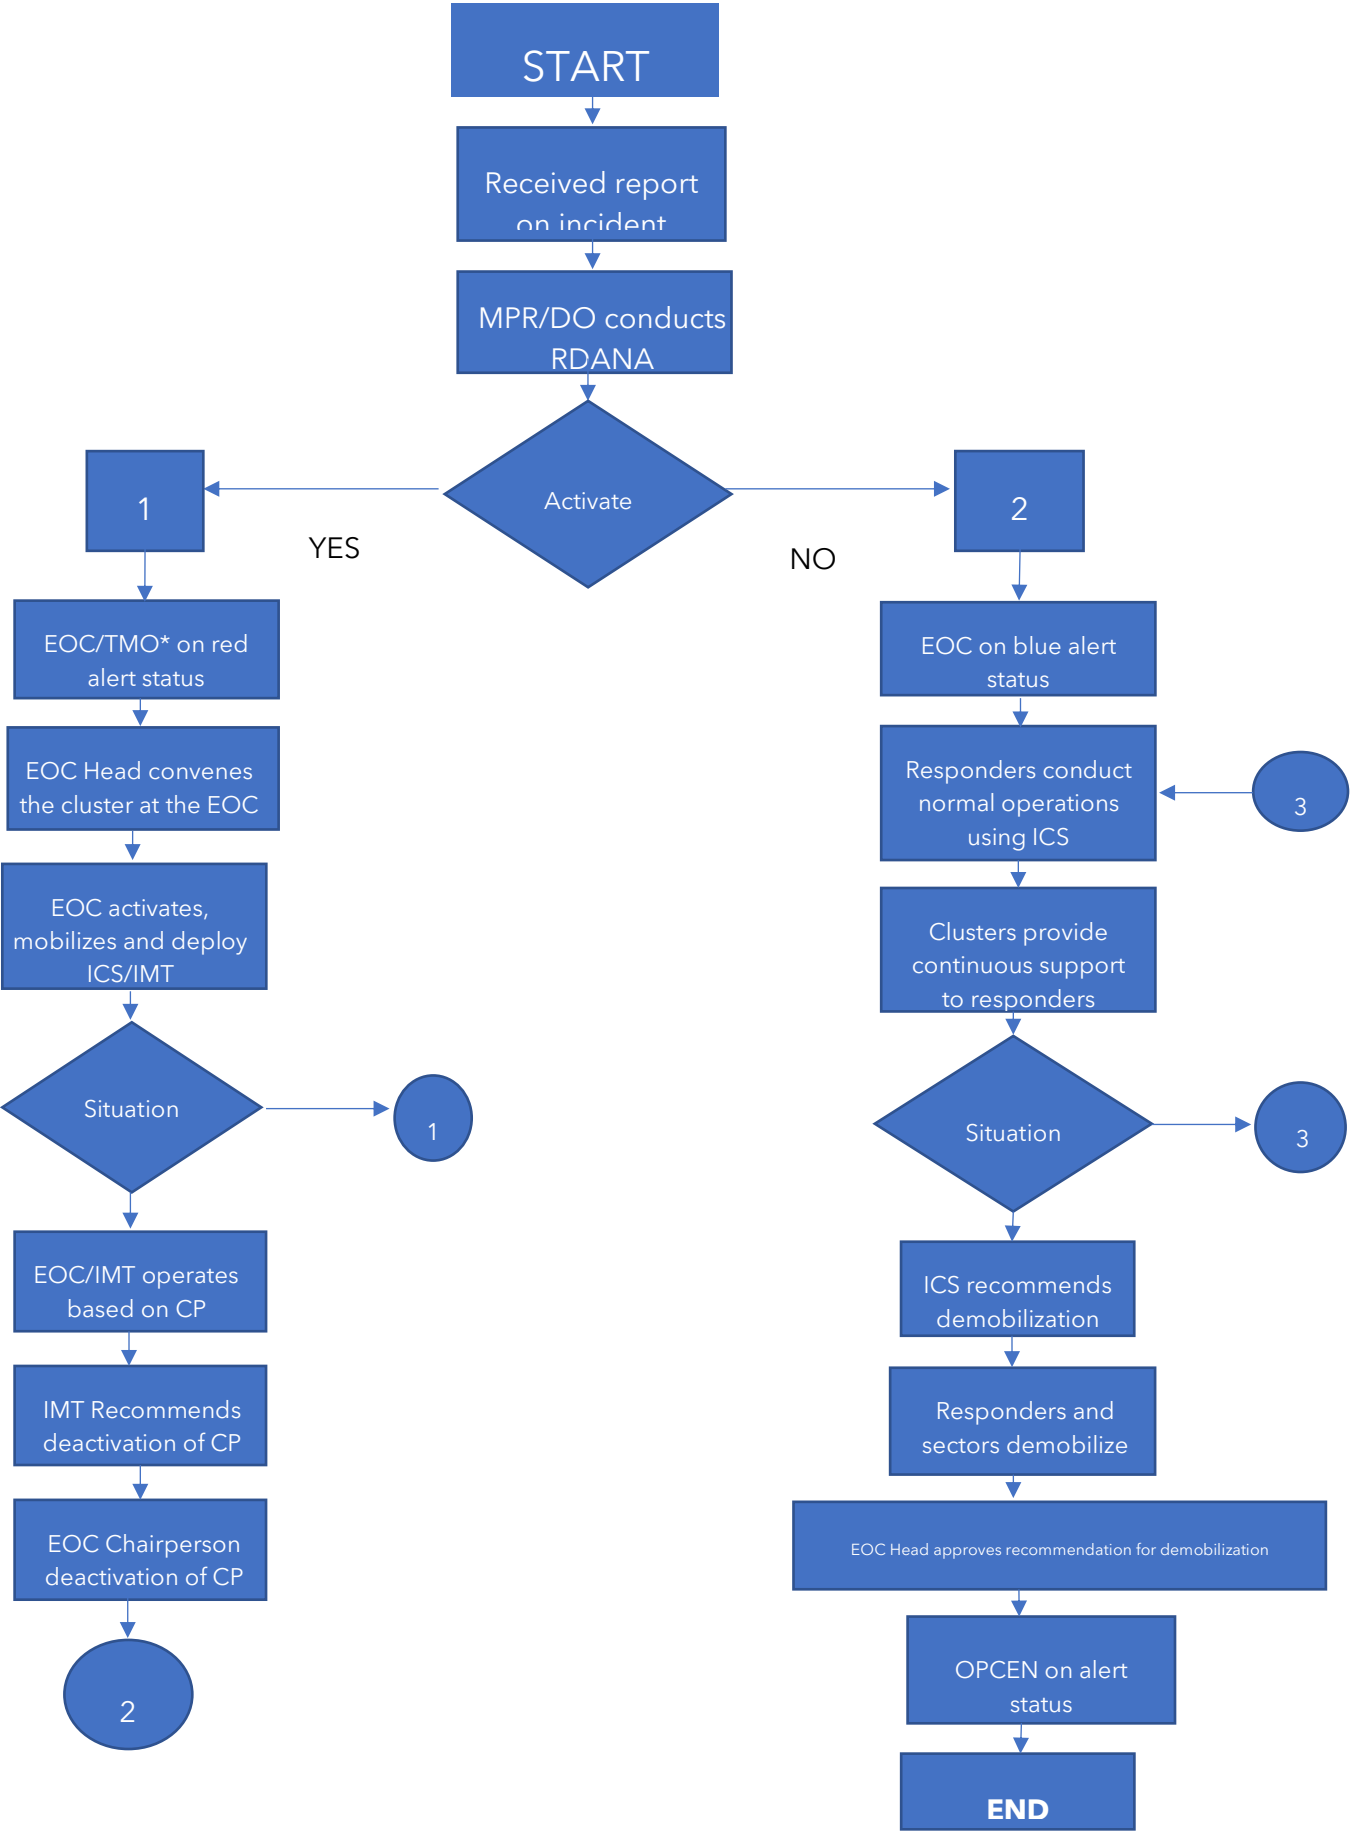 START
Received report
on incident
MPR/DO conducts
RDANA
Activate
YES
NO
1
EOC/TMO* on red
alert status
EOC Head convenes
the cluster at the EOC
EOC activates,
mobilizes and deploy
ICS/IMT
Situation
1
EOC/IMT operates
based on CP
IMT Recommends
deactivation of CP
EOC Chairperson
deactivation of CP
2
2
EOC on blue alert
status
Responders conduct
normal operations
using ICS
3
Clusters provide
continuous support
to responders
Situation
3
ICS recommends
demobilization
Responders and
sectors demobilize
EOC Head approves recommendation for demobilization
OPCEN on alert
status
END